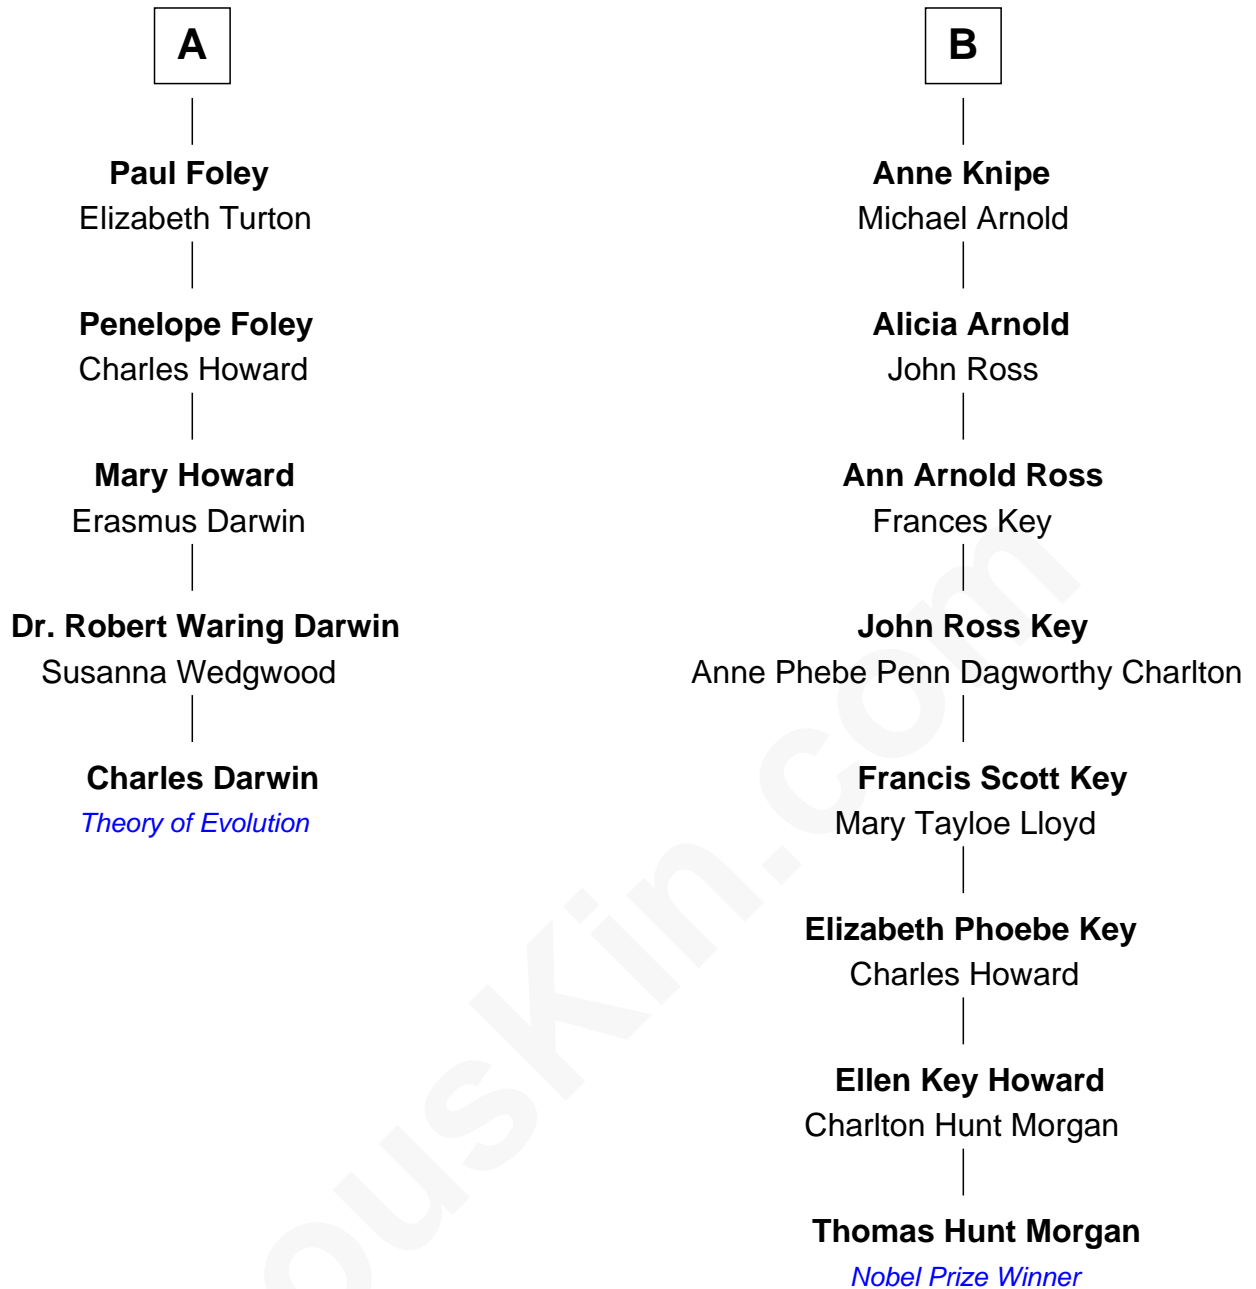 A
Paul Foley
Elizabeth Turton
Penelope Foley
Charles Howard
Mary Howard
Erasmus Darwin
Dr. Robert Waring Darwin
Susanna Wedgwood
Charles Darwin
Theory of Evolution
B
Anne Knipe
Michael Arnold
Alicia Arnold
John Ross
Ann Arnold Ross
Frances Key
John Ross Key
Anne Phebe Penn Dagworthy Charlton
Francis Scott Key
Mary Tayloe Lloyd
Elizabeth Phoebe Key
Charles Howard
Ellen Key Howard
Charlton Hunt Morgan
Thomas Hunt Morgan
Nobel Prize Winner
ousKin.com